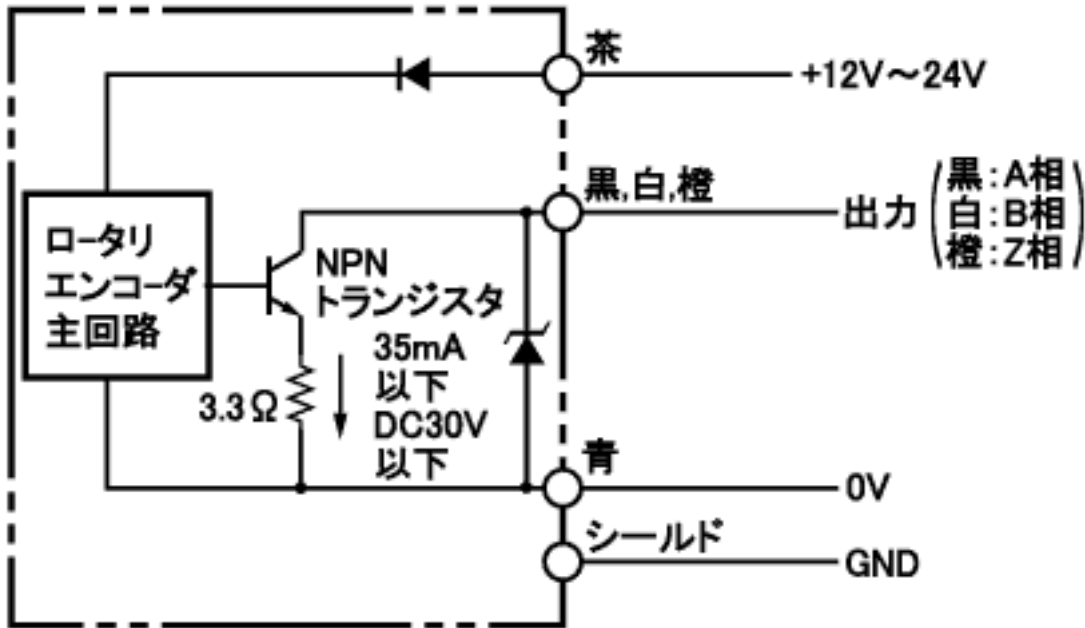 茶
+12V～24V
黒,白,橙
出力
黒:A相
白:B相
橙:Z相
ロータリ
エンコーダ
主回路
NPN
トランジスタ
35mA
以下
DC30V
以下
3.3Ω
青
0V
シールド
GND